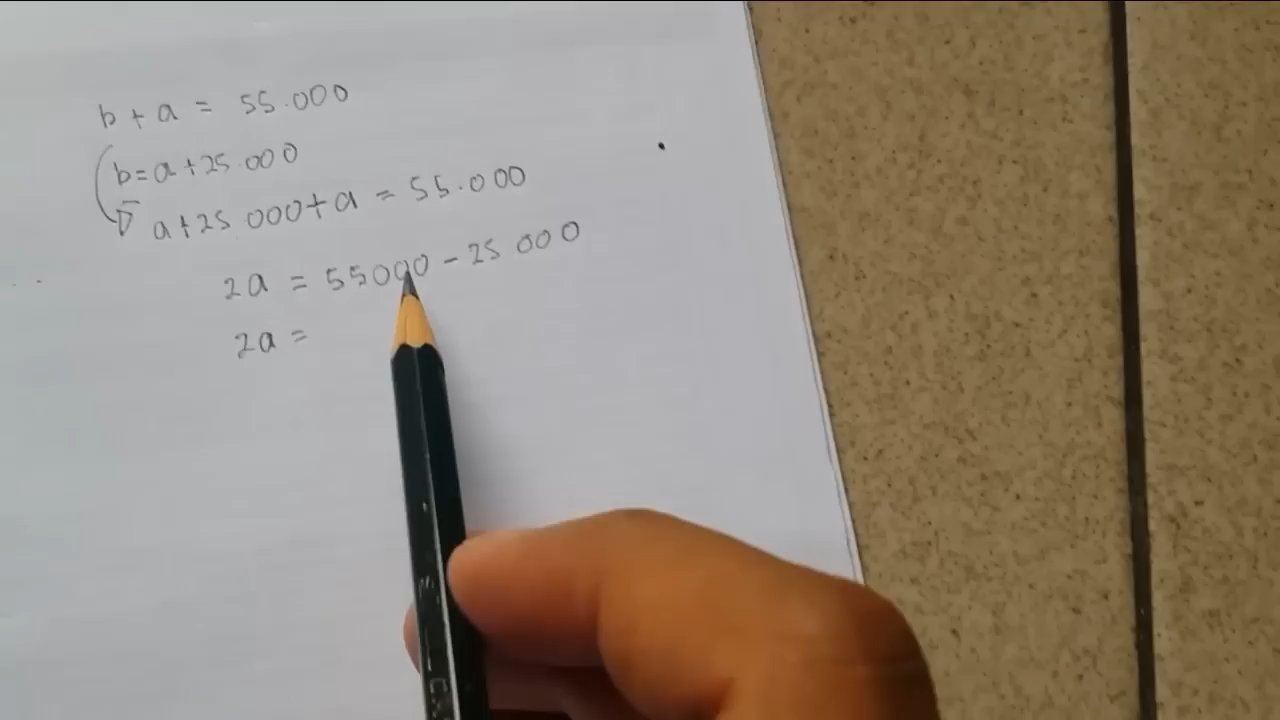 b + a = 55.000
b = a + 25.000
a + 25 000 + a = 55.000
2a = 55000 - 25 000
2a =